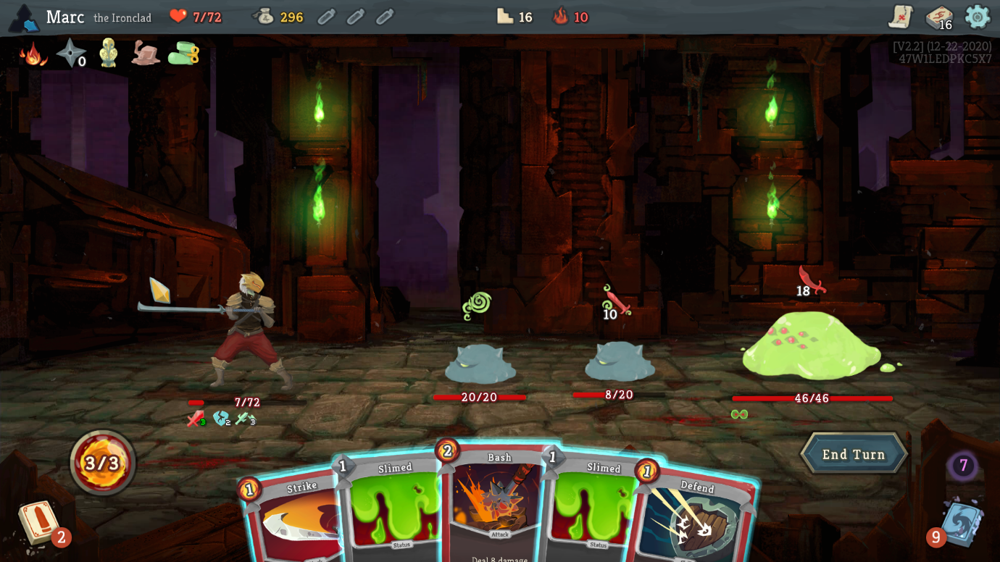 Marc the Ironclad 7/72 296 16 10 16
[V2.2] (12-22-2020)
47W1LEDPKC5X7
0
18
10
20/20 8/20 46/46
7/72
3 2 3
3/3
End Turn
7
1 Strike
1 Slimed
2 Bash
1 Slimed
1 Defend
Status
Attack
Status
Deal 8 damage
2
9